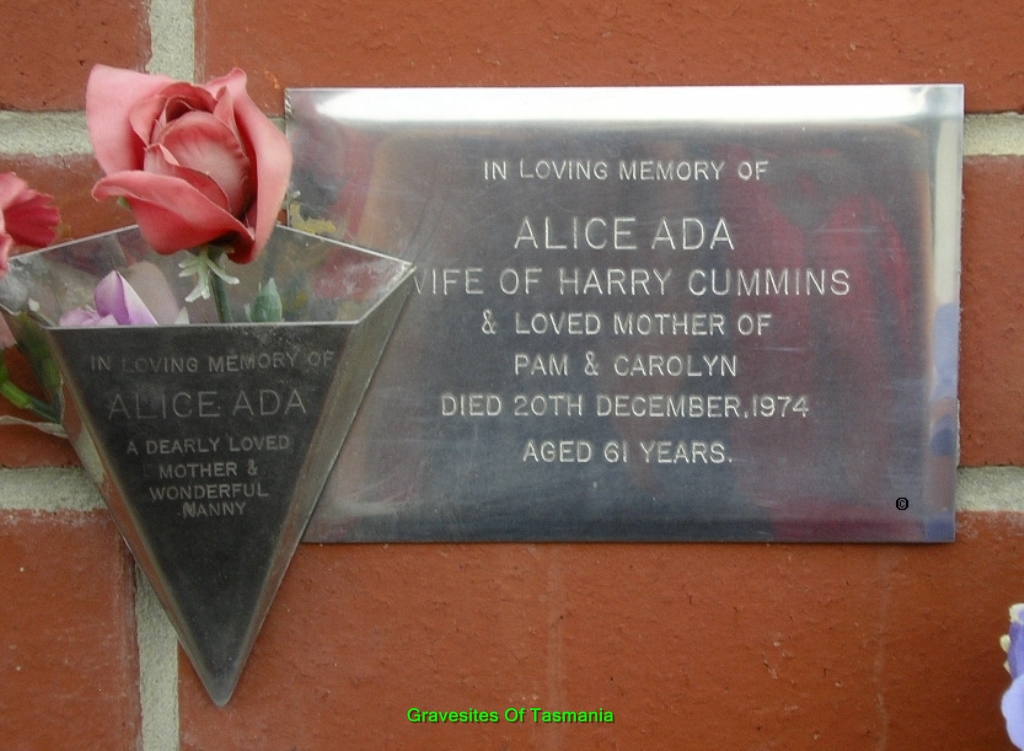 IN LOVING MEMORY OF
ALICE ADA
WIFE OF HARRY CUMMINS
& LOVED MOTHER OF
PAM & CAROLYN
DIED 20TH DECEMBER, 1974
AGED 61 YEARS.
©
IN LOVING MEMORY OF
ALICE ADA
A DEARLY LOVED
MOTHER &
WONDERFUL
NANNY
Gravesites Of Tasmania